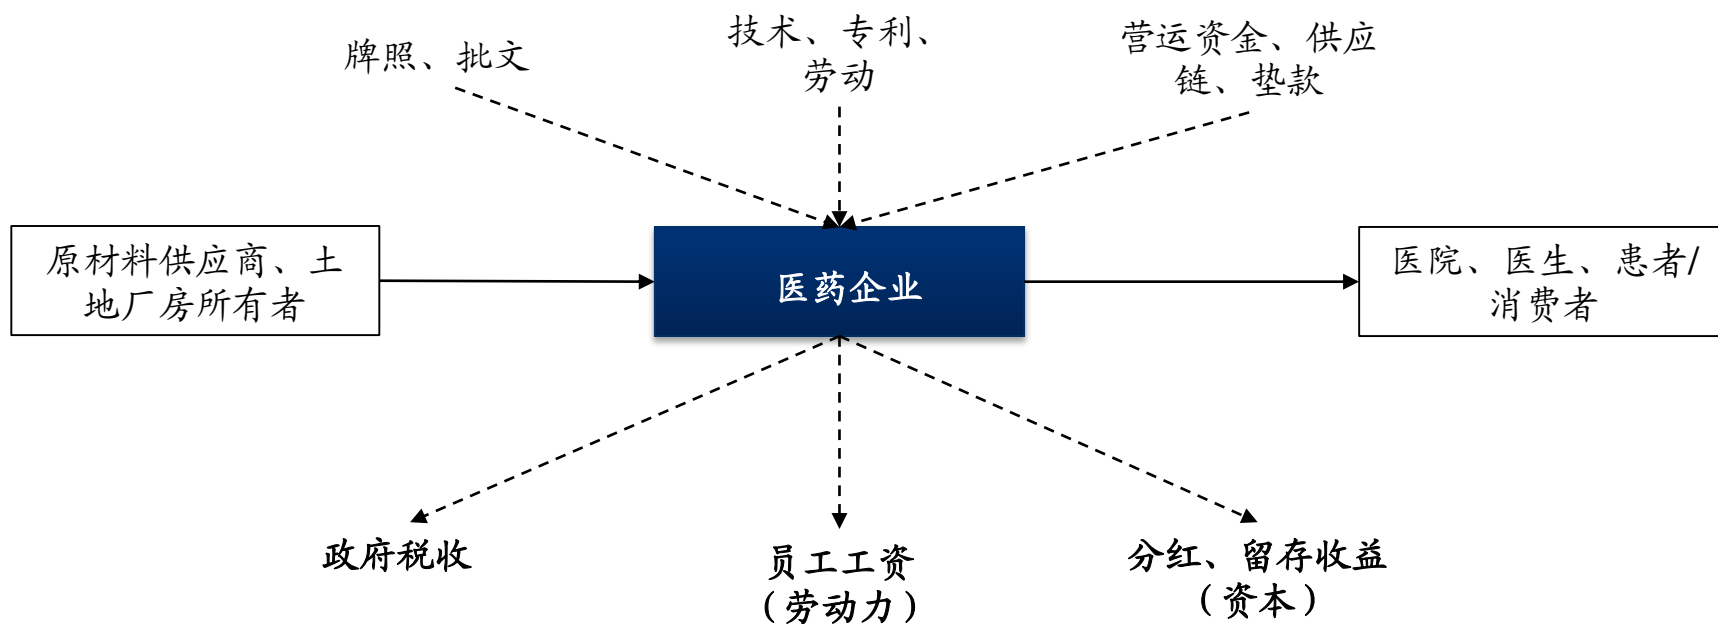 牌照、批文
技术、专利、
劳动
营运资金、供应
链、垫款
原材料供应商、土
地厂房所有者
医药企业
医院、医生、患者/
消费者
政府税收
员工工资
（劳动力）
分红、留存收益
（资本）